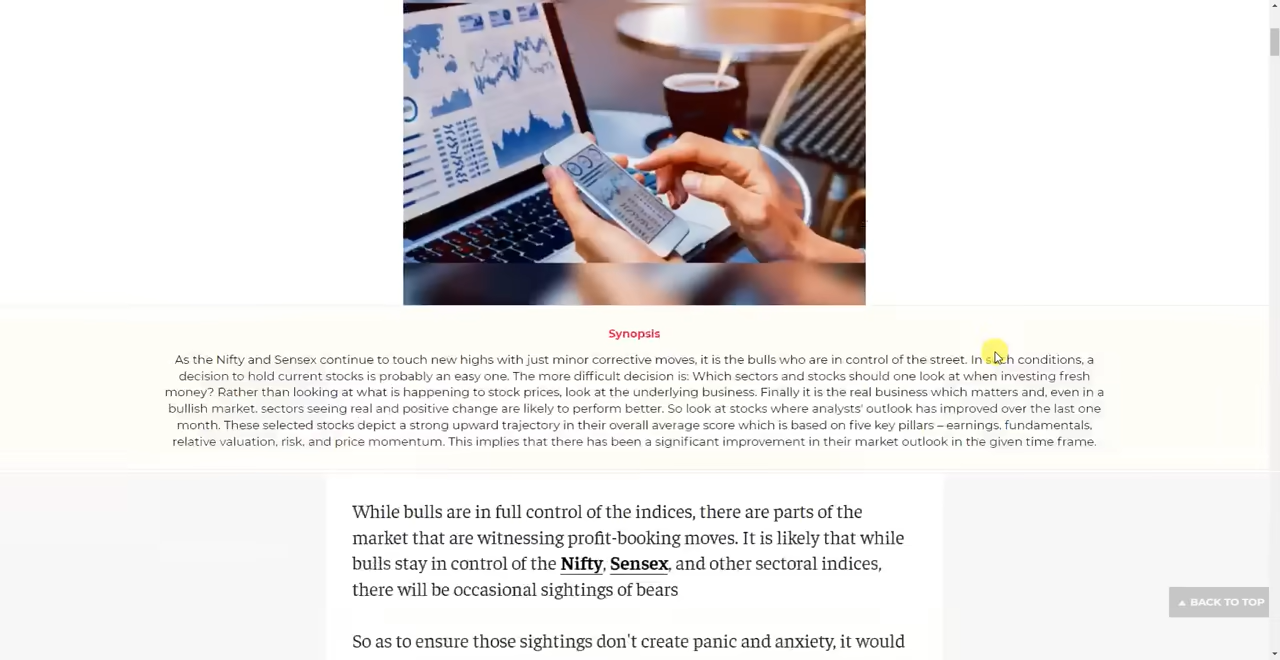 Synopsis
As the Nifty and Sensex continue to touch new highs with just minor corrective moves, it is the bulls who are in control of the street. In such conditions, a
decision to hold current stocks is probably an easy one. The more difficult decision is: Which sectors and stocks should one look at when investing fresh
money? Rather than looking at what is happening to stock prices, look at the underlying business. Finally it is the real business which matters and, even in a
bullish market. sectors seeing real and positive change are likely to perform better. So look at stocks where analysts' outlook has improved over the last one
month. These selected stocks depict a strong upward trajectory in their overall average score which is based on five key pillars – earnings. fundamentals.
relative valuation, risk, and price momentum. This implies that there has been a significant improvement in their market outlook in the given time frame.
While bulls are in full control of the indices, there are parts of the
market that are witnessing profit-booking moves. It is likely that while
bulls stay in control of the Nifty, Sensex, and other sectoral indices,
there will be occasional sightings of bears
BACK TO TOP
So as to ensure those sightings don't create panic and anxiety, it would